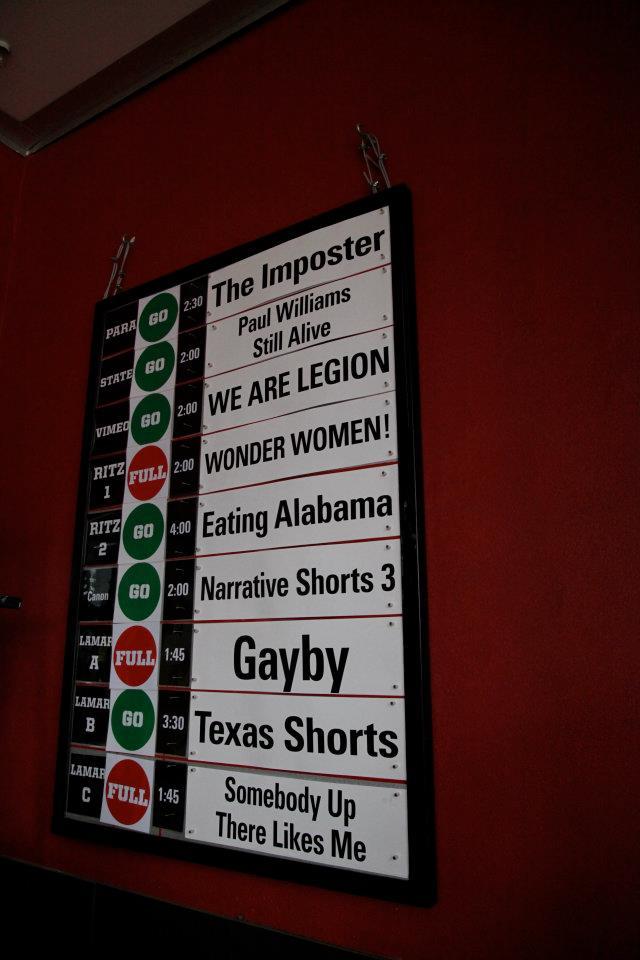 PARA GO 2:30 The Imposter
STATE GO 2:00 Paul Williams
Still Alive
VIMEO GO 2:00 WE ARE LEGION
RITZ
1 FULL 2:00 WONDER WOMEN!
RITZ
2 GO 4:00 Eating Alabama
Canon GO 2:00 Narrative Shorts 3
LAMAR
A FULL 1:45 Gayby
LAMAR
B GO 3:30 Texas Shorts
LAMAR
C FULL 1:45 Somebody Up
There Likes Me